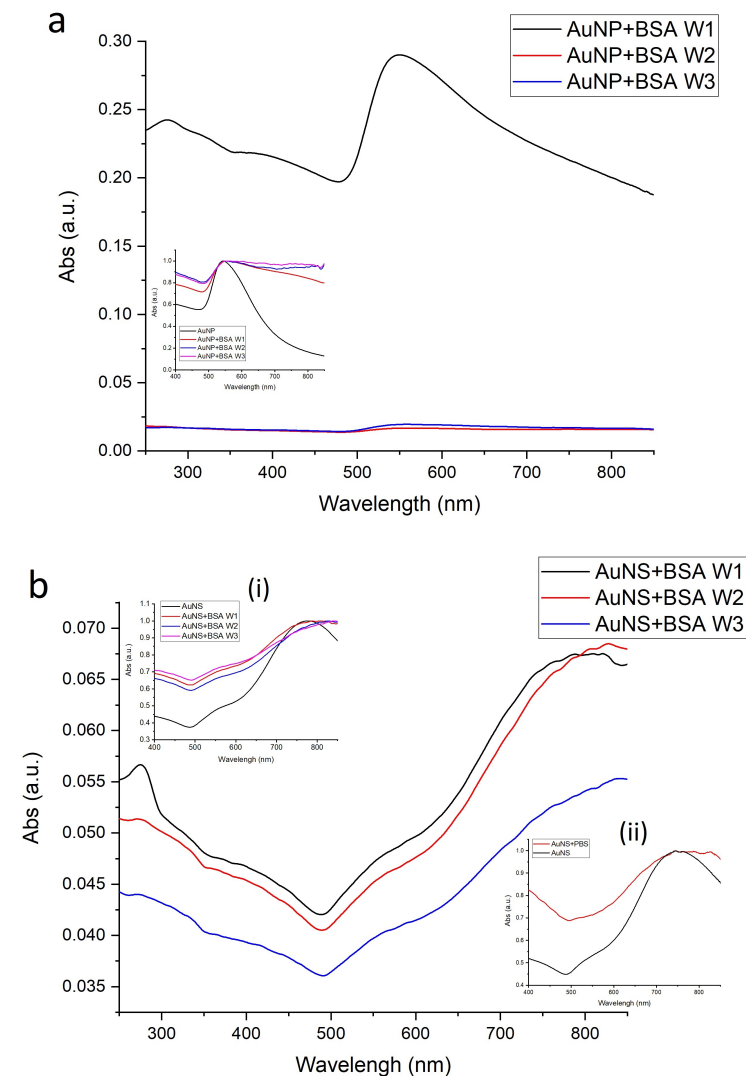 a
AuNP+BSA W1
AuNP+BSA W2
AuNP+BSA W3
0.30
0.25
0.20
0.15
0.10
0.05
0.00
Abs (a.u.)
300 400 500 600 700 800
Wavelength (nm)
1.0
0.8
0.6
0.4
0.2
0.0
Abs (a.u.)
AuNP
AuNP+BSA W1
AuNP+BSA W2
AuNP+BSA W3
400 500 600 700 800
Wavelength (nm)
b
AuNS+BSA W1
AuNS+BSA W2
AuNS+BSA W3
0.070
0.065
0.060
0.055
0.050
0.045
0.040
0.035
Abs (a.u.)
300 400 500 600 700 800
Wavelengh (nm)
(i)
1.1
1.0
0.9
0.8
0.7
0.6
0.5
0.4
0.3
Abs (a.u.)
AuNS
AuNS+BSA W1
AuNS+BSA W2
AuNS+BSA W3
400 500 600 700 800
Wavelengh (nm)
(ii)
AuNS+PBS
AuNS
1.0
0.9
0.8
0.7
0.6
0.5
0.4
Abs (a.u.)
400 500 600 700 800
Wavelengh (nm)